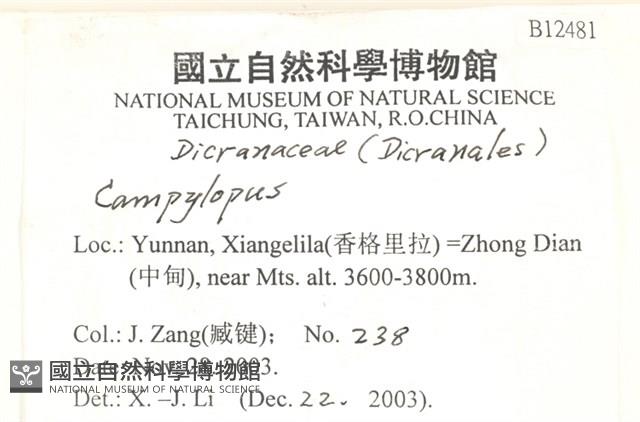 B12481
國立自然科學博物館
NATIONAL MUSEUM OF NATURAL SCIENCE
TAICHUNG, TAIWAN, R.O.CHINA
Dicranaceae (Dicranales)
Campylopus
Loc.: Yunnan, Xiangelila(香格里拉) =Zhong Dian
(中甸), near Mts. alt. 3600-3800m.
Col.: J. Zang(臧键); No. 238
Date: Nov. 28. 2003.
國立自然科學博物館
NATIONAL MUSEUM OF NATURAL SCIENCE
Det.: X. –J. Li (Dec. 22. 2003).